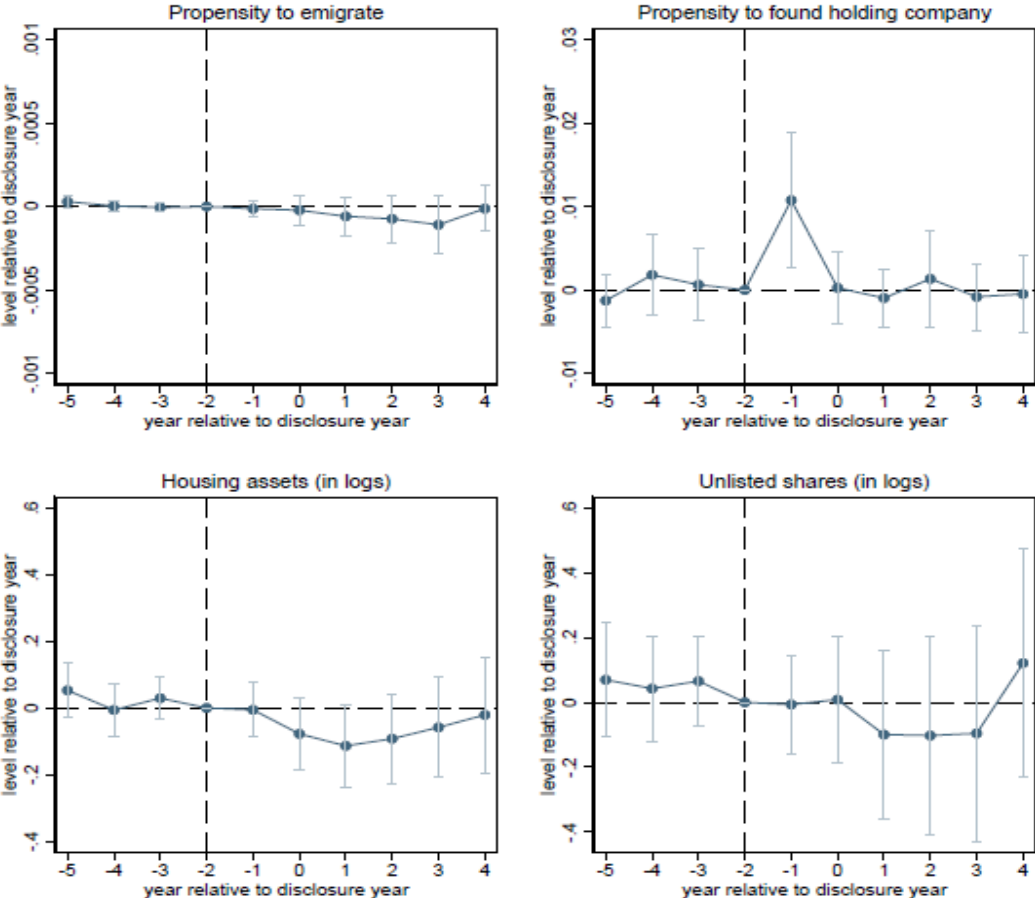 Propensity to emigrate
level relative to disclosure year
.001
.0005
0
-.0005
-.001
-5 -4 -3 -2 -1 0 1 2 3 4
year relative to disclosure year
Propensity to found holding company
level relative to disclosure year
.03
.02
.01
0
-.01
-5 -4 -3 -2 -1 0 1 2 3 4
year relative to disclosure year
Housing assets (in logs)
level relative to disclosure year
.6
.4
.2
0
-.2
-.4
-5 -4 -3 -2 -1 0 1 2 3 4
year relative to disclosure year
Unlisted shares (in logs)
level relative to disclosure year
.6
.4
.2
0
-.2
-.4
-5 -4 -3 -2 -1 0 1 2 3 4
year relative to disclosure year